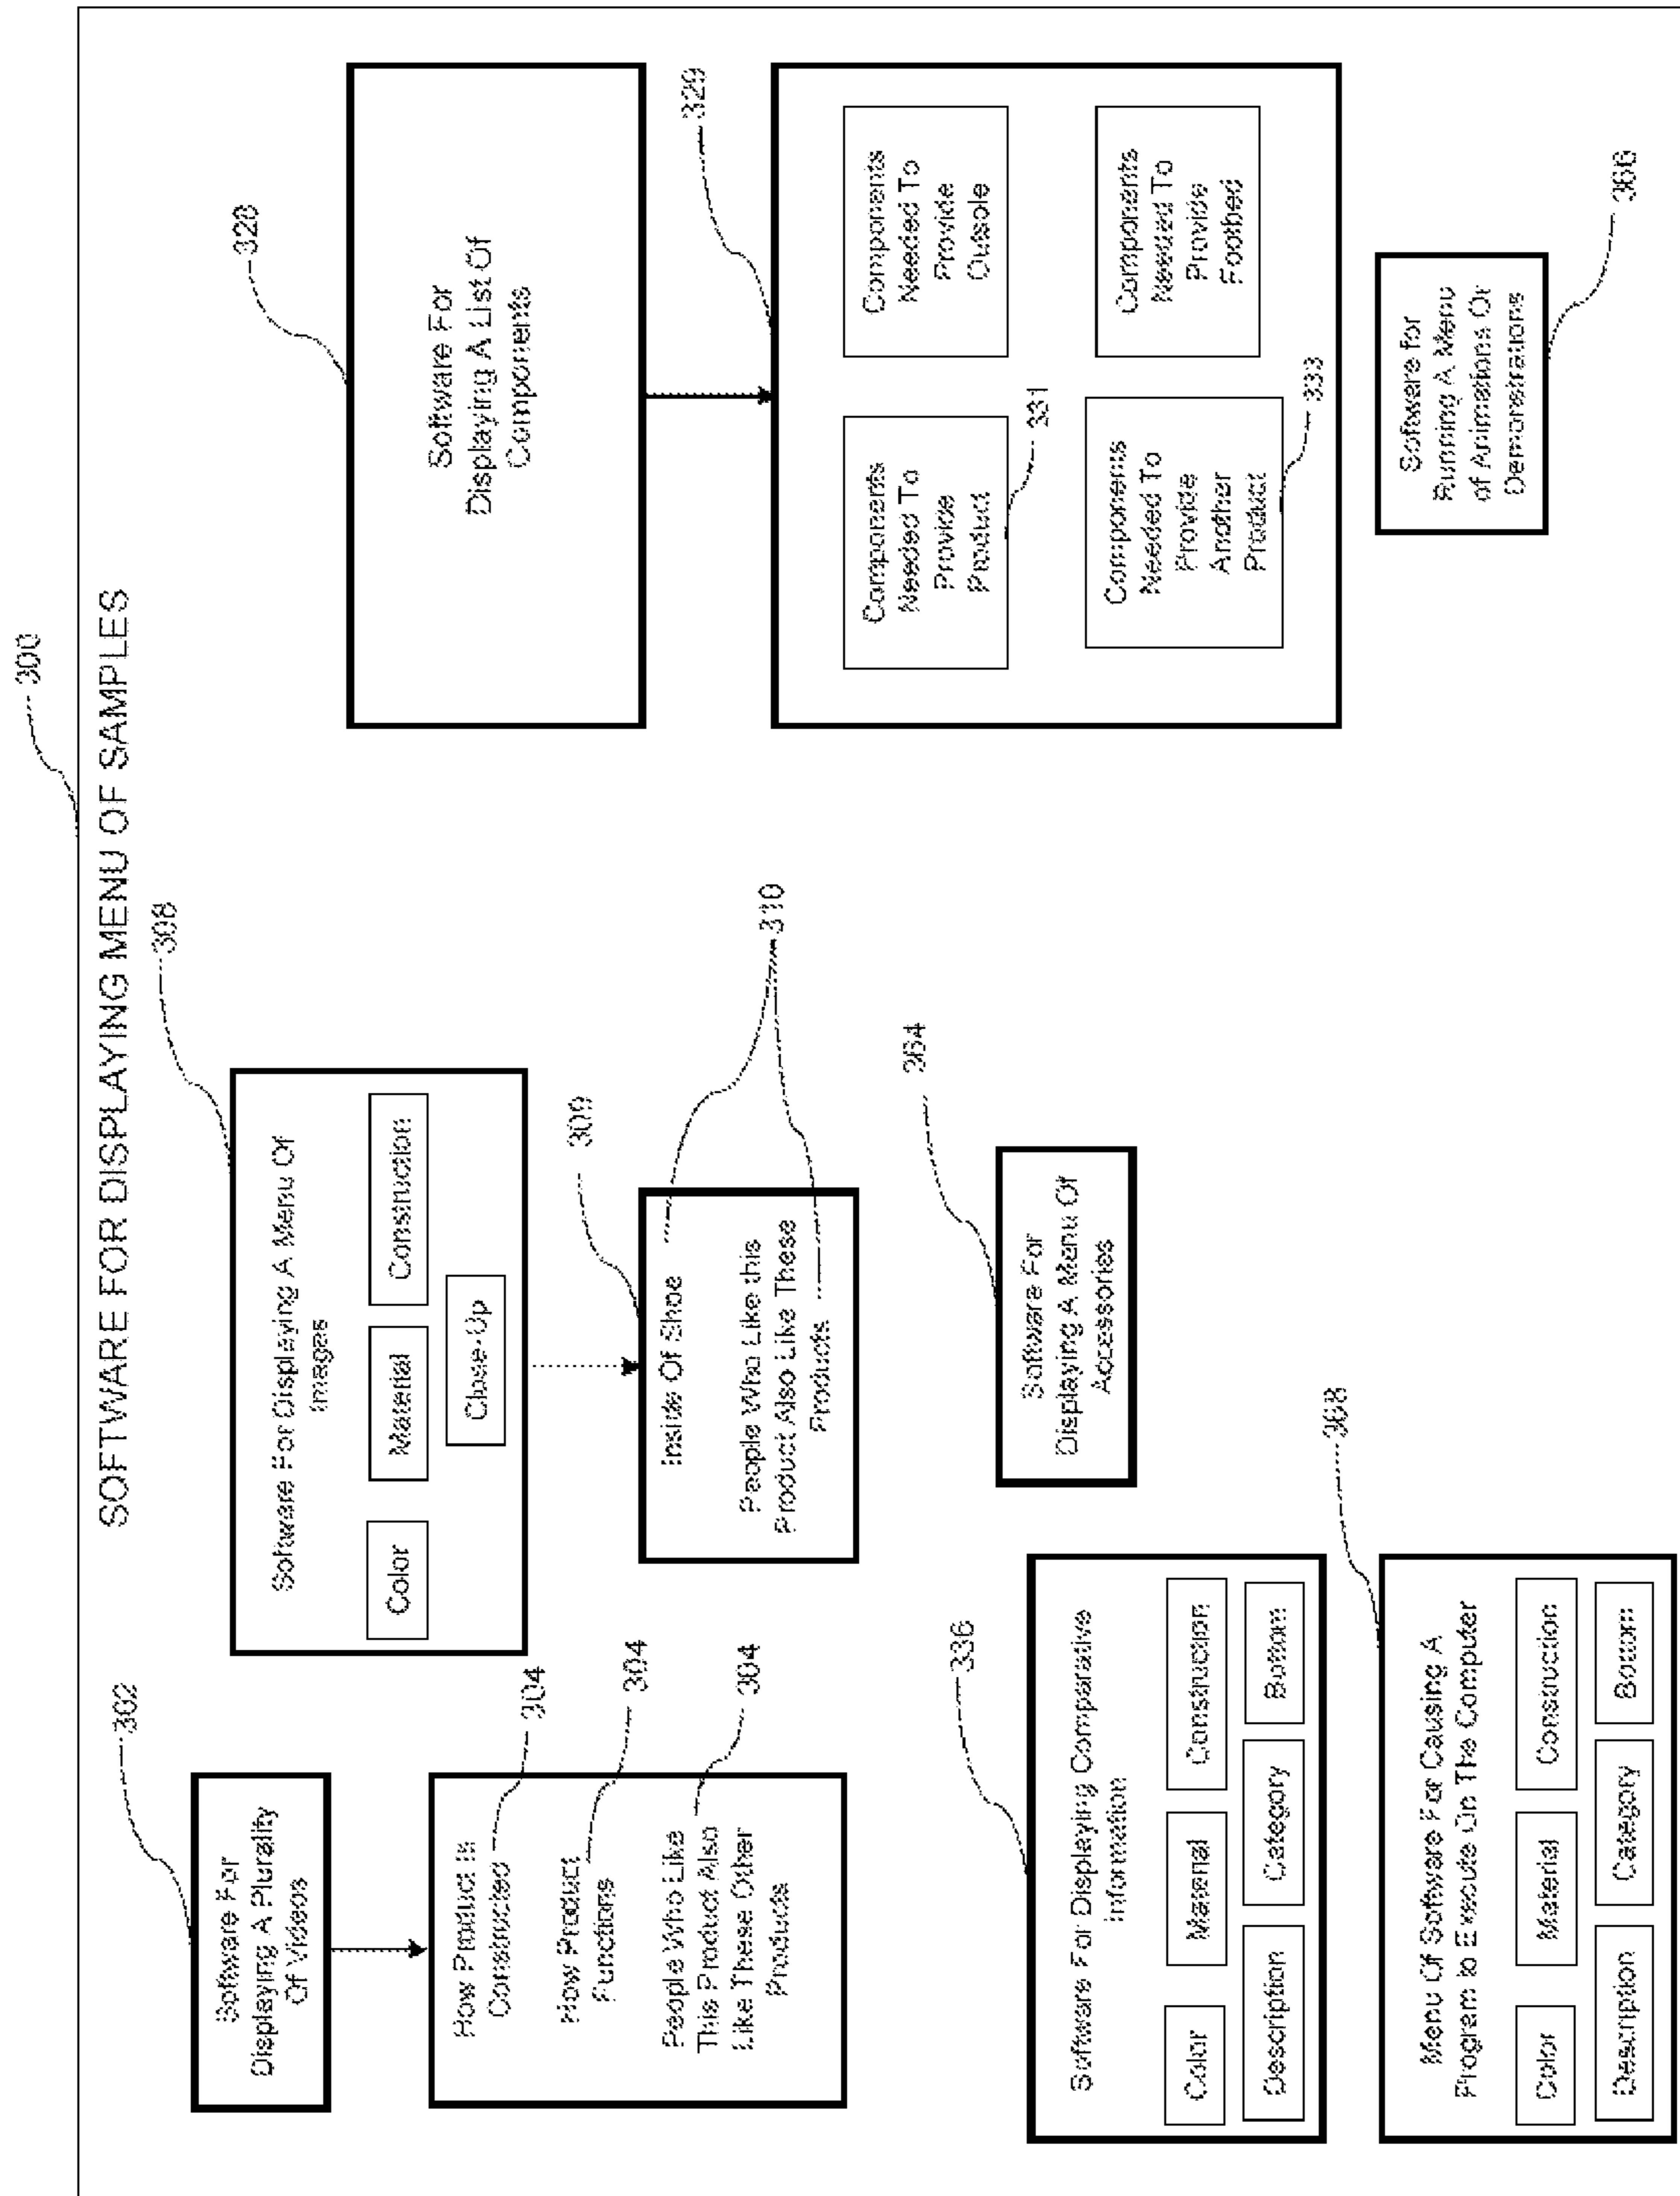 300
SOFTWARE FOR DISPLAYING MENU OF SAMPLES
302
Software For
Displaying A Plurality
Of Videos
How Product Is
Constructed
304
How Product
Functions
304
People Who Like
This Product Also
Like These Other
Products
304
308
Software For Displaying A Menu Of
Images
Color
Material
Construction
Close-Up
309
Inside Of Shoe
People Who Like this
Product Also Like These
Products
310
328
Software For
Displaying A List Of
Components
329
Components
Needed To
Provide
Product
331
Components
Needed To
Provide
Outsole
Components
Needed To
Provide
Another
Product
333
Components
Needed To
Provide
Footbed
336
Software For Displaying Comparative
Information
Color
Material
Construction
Description
Category
Bottom
364
Software For
Displaying A Menu Of
Accessories
366
Software for
Running A Menu
of Animations Or
Demonstrations
368
Menu Of Software For Causing A
Program to Execute On The Computer
Color
Material
Construction
Description
Category
Bottom